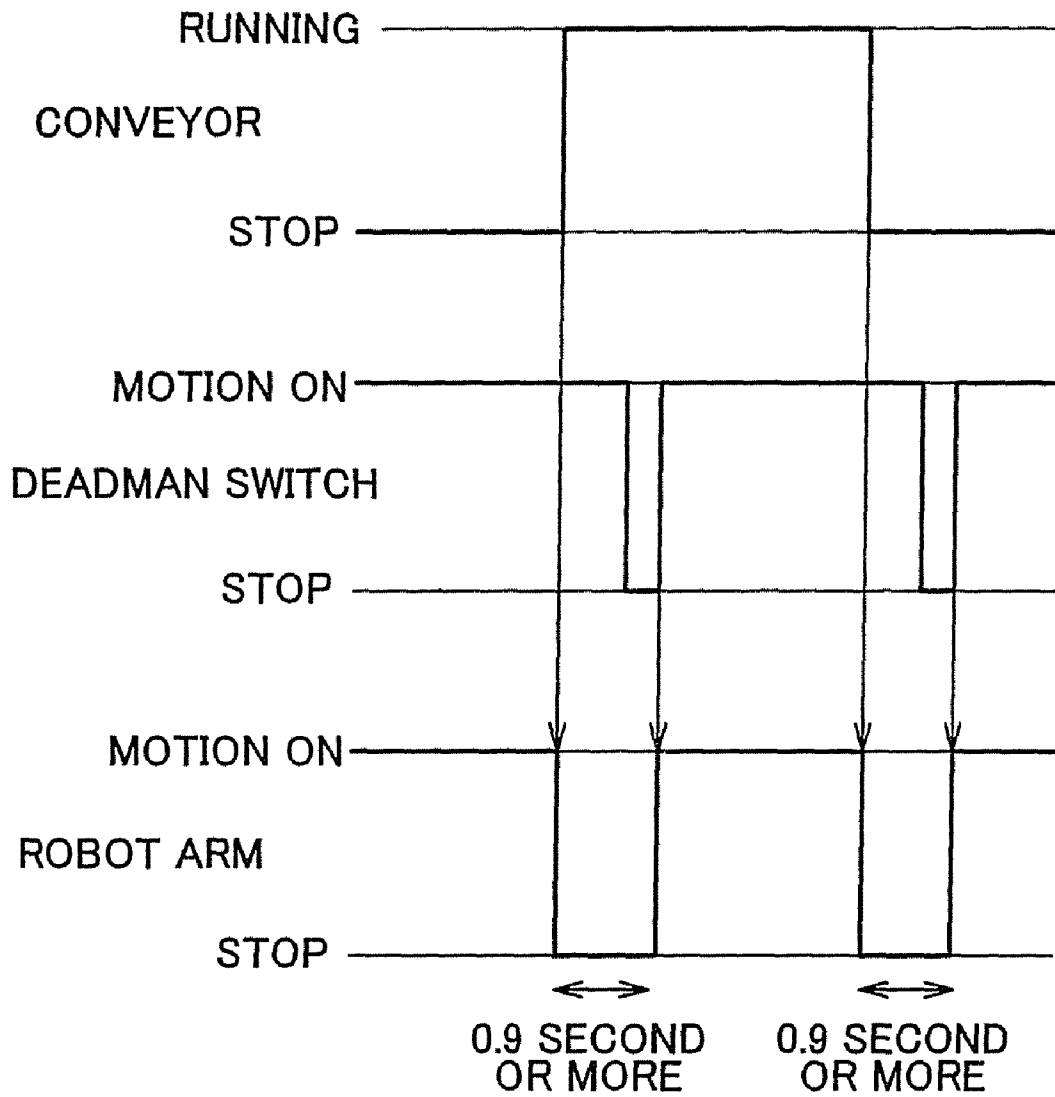 RUNNING
CONVEYOR
STOP
MOTION ON
DEADMAN SWITCH
STOP
MOTION ON
ROBOT ARM
STOP
0.9 SECOND
OR MORE
0.9 SECOND
OR MORE